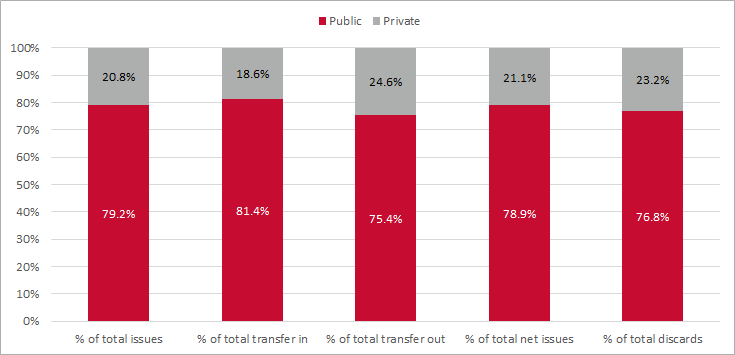 Public Private
100%
90%
80%
70%
60%
50%
40%
30%
20%
10%
0%
20.8% 18.6% 24.6% 21.1% 23.2%
79.2% 81.4% 75.4% 78.9% 76.8%
% of total issues % of total transfer in % of total transfer out % of total net issues % of total discards